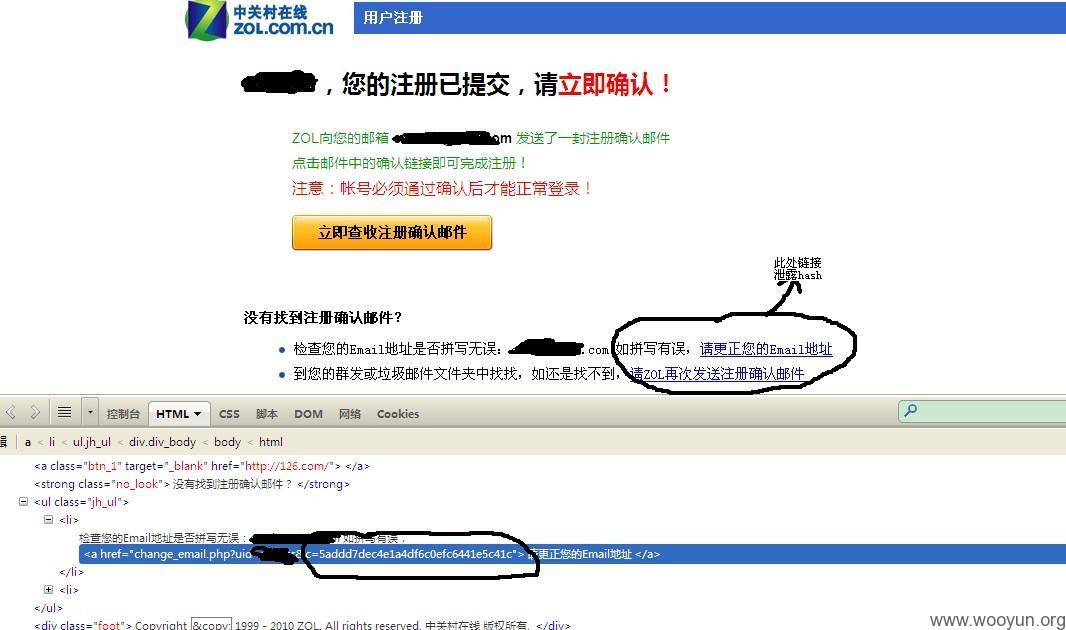 中关村在线
ZOL.COM.CN
用户注册
，您的注册已提交，请立即确认！
ZOL向您的邮箱 om 发送了一封注册确认邮件
点击邮件中的确认链接即可完成注册！
注意：帐号必须通过确认后才能正常登录！
立即查收注册确认邮件
此处链接
泄露hash
没有找到注册确认邮件？
检查您的Email地址是否拼写无误： .com 如拼写有误，请更正您的Email地址
到您的群发或垃圾邮件文件夹中找找，如还是找不到，请ZOL再次发送注册确认邮件
控制台 HTML CSS 脚本 DOM 网络 Cookies
a < li < ul.jh_ul < div.div_body < body < html
<a class="btn_1" target="_blank" href="http://126.com/"> </a>
<strong class="no_look"> 没有找到注册确认邮件？ </strong>
<ul class="jh_ul">
<li>
检查您的Email地址是否拼写无误： 如拼写有误，
<a href="change_email.php?uid c=5addd7dec4e1a4df6c0efc6441e5c41c"> 请更正您的Email地址 </a>
</li>
<li>
</ul>
<div class="foot"> Copyright &copy; 1999 - 2010 ZOL. All rights reserved. 中关村在线 版权所有. </div>
www.wooyun.org